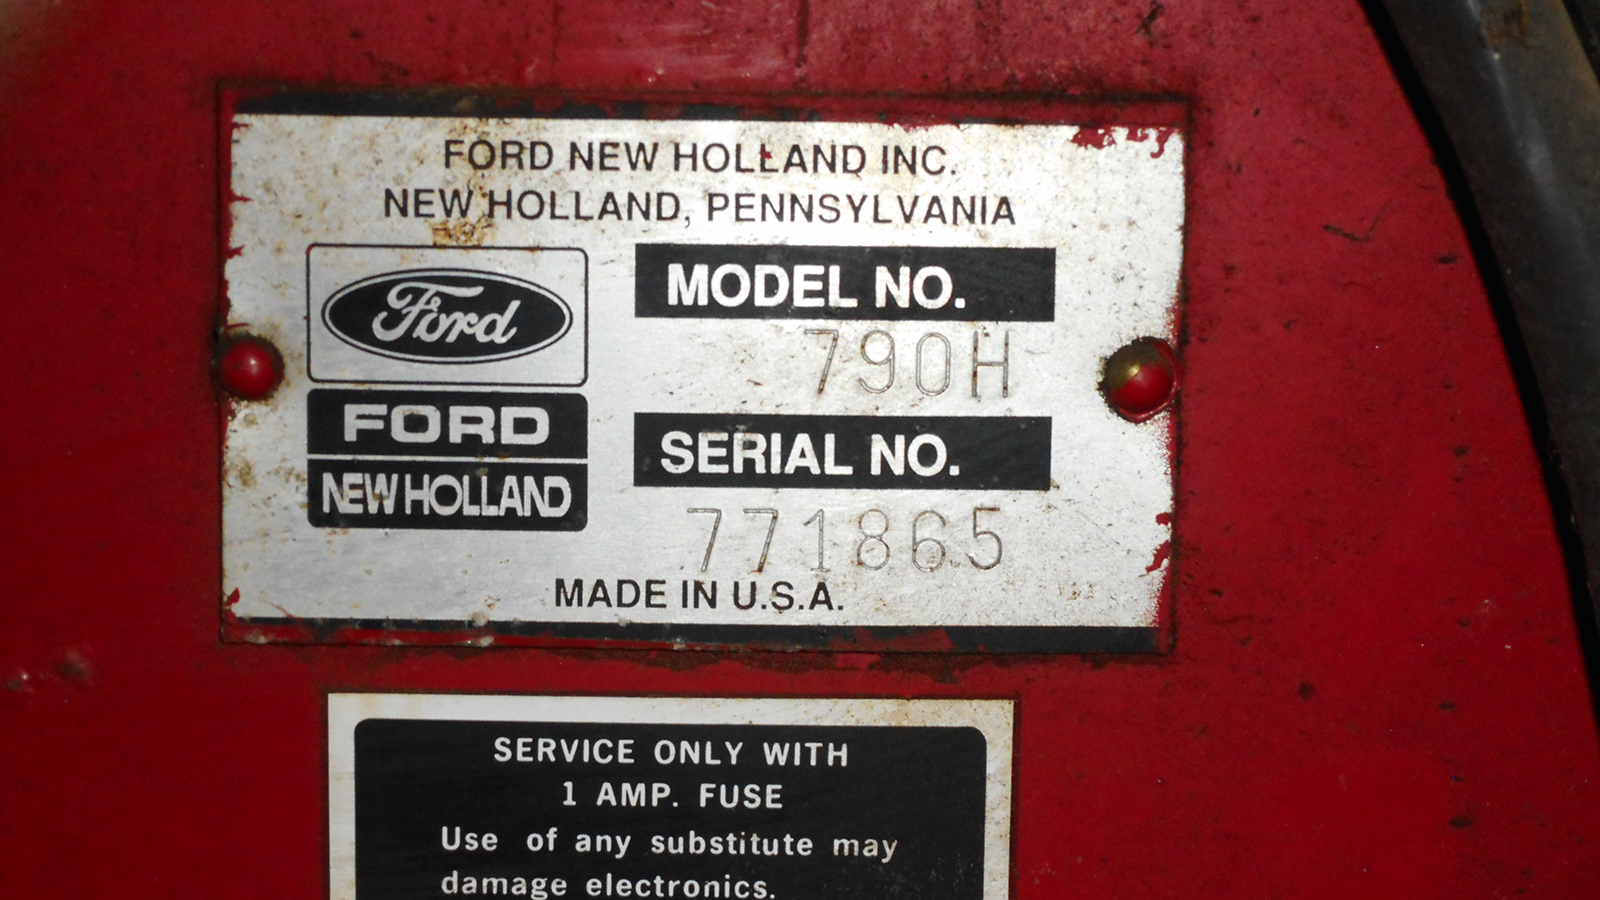 FORD NEW HOLLAND INC.
NEW HOLLAND, PENNSYLVANIA
Ford
FORD
NEW HOLLAND
MODEL NO.
790H
SERIAL NO.
771865
MADE IN U.S.A.
SERVICE ONLY WITH
1 AMP. FUSE
Use of any substitute may
damage electronics.